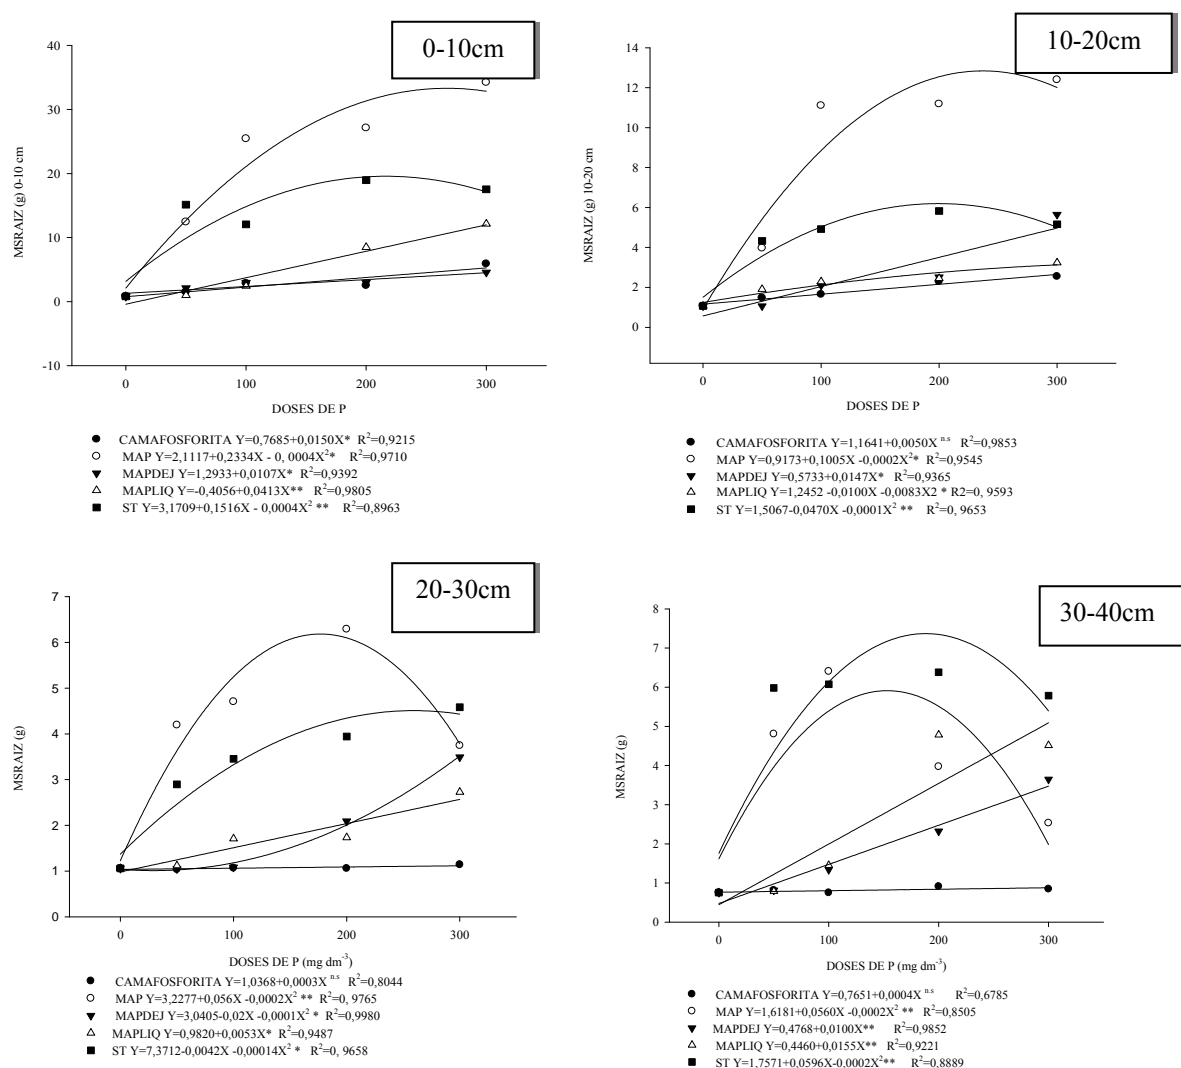 0-10cm
40
30
20
10
0
-10
MSRAIZ (g) 0-10 cm
0 100 200 300
DOSES DE P
CAMAFOSFORITA Y=0,7685+0,0150X* R²=0,9215
MAP Y=2,1117+0,2334X - 0, 0004X²* R²=0,9710
MAPDEJ Y=1,2933+0,0107X* R²=0,9392
MAPLIQ Y=-0,4056+0,0413X** R²=0,9805
ST Y=3,1709+0,1516X - 0,0004X² ** R²=0,8963
10-20cm
14
12
10
8
6
4
2
0
MSRAIZ (g) 10-20 cm
0 100 200 300
DOSES DE P
CAMAFOSFORITA Y=1,1641+0,0050X n.s R²=0,9853
MAP Y=0,9173+0,1005X -0,0002X²* R²=0,9545
MAPDEJ Y=0,5733+0,0147X* R²=0,9365
MAPLIQ Y=1,2452 -0,0100X -0,0083X2 * R2=0, 9593
ST Y=1,5067-0,0470X -0,0001X² ** R²=0, 9653
20-30cm
7
6
5
4
3
2
1
0
MSRAIZ (g)
0 100 200 300
DOSES DE P (mg dm⁻³)
CAMAFOSFORITA Y=1,0368+0,0003X n.s R²=0,8044
MAP Y=3,2277+0,056X -0,0002X² ** R²=0, 9765
MAPDEJ Y=3,0405-0,02X -0,0001X² * R²=0,9980
MAPLIQ Y=0,9820+0,0053X* R²=0,9487
ST Y=7,3712-0,0042X -0,00014X² * R²=0, 9658
30-40cm
8
7
6
5
4
3
2
1
0
MSRAIZ (g)
0 100 200 300
DOSES DE P (mg dm⁻³)
CAMAFOSFORITA Y=0,7651+0,0004X n.s R²=0,6785
MAP Y=1,6181+0,0560X -0,0002X² ** R²=0,8505
MAPDEJ Y=0,4768+0,0100X** R²=0,9852
MAPLIQ Y=0,4460+0,0155X** R²=0,9221
ST Y=1,7571+0,0596X-0,0002X²** R²=0,8889